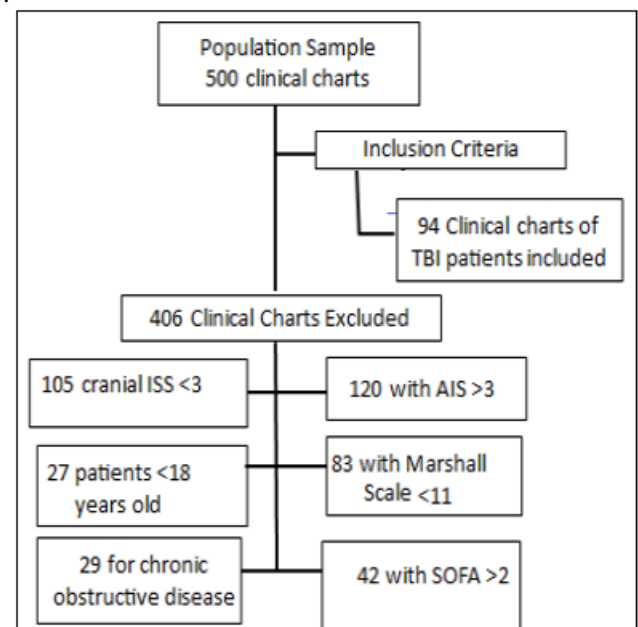 Population Sample
500 clinical charts
Inclusion Criteria
94 Clinical charts of
TBI patients included
406 Clinical Charts Excluded
105 cranial ISS <3
120 with AIS >3
27 patients <18
years old
83 with Marshall
Scale <11
29 for chronic
obstructive disease
42 with SOFA >2